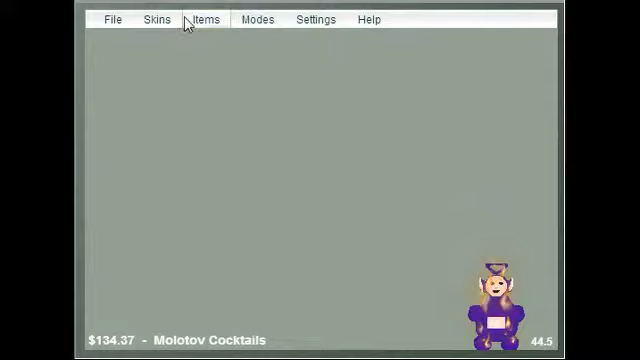 File Skins Items Modes Settings Help
$134.37 - Molotov Cocktails
44.5